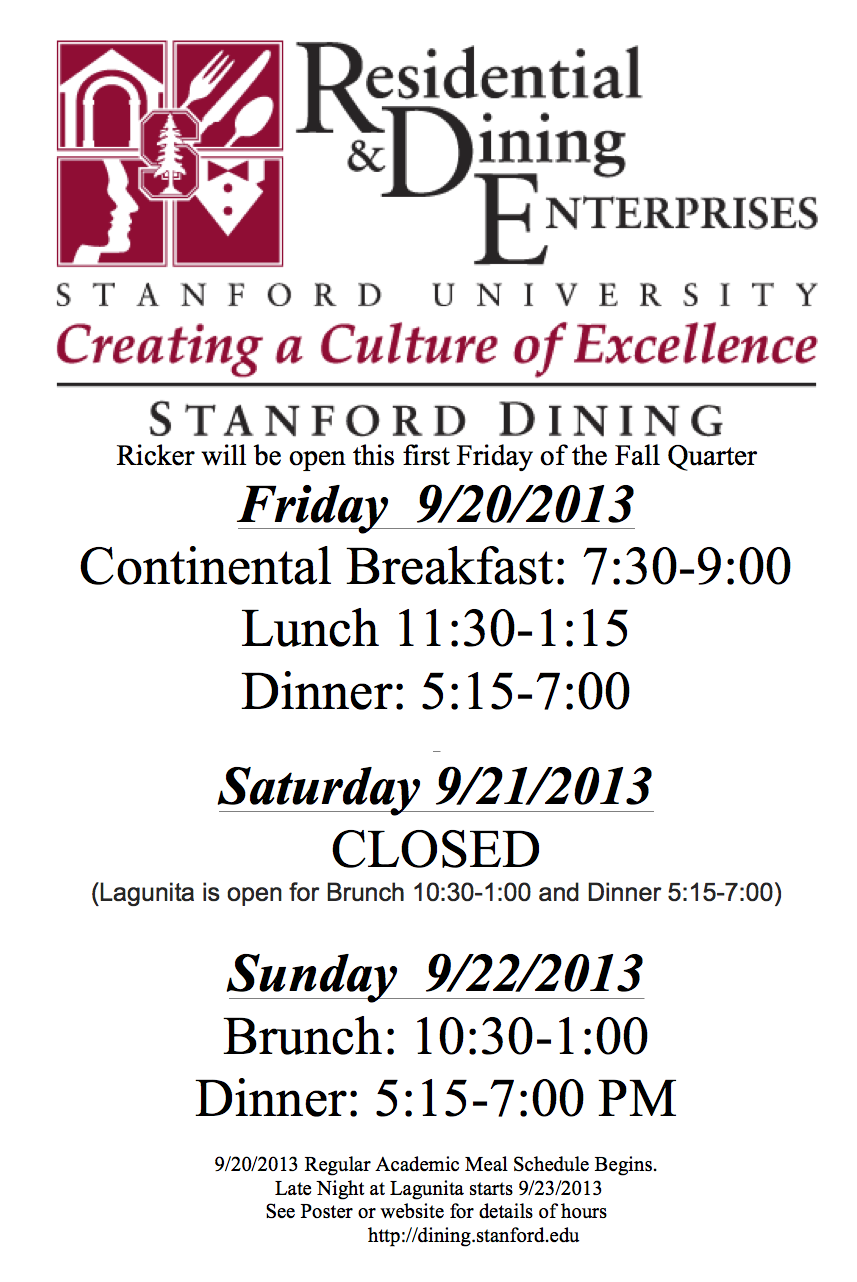 Residential
& Dining
ENTERPRISES
STANFORD UNIVERSITY
Creating a Culture of Excellence
STANFORD DINING
Ricker will be open this first Friday of the Fall Quarter
Friday 9/20/2013
Continental Breakfast: 7:30-9:00
Lunch 11:30-1:15
Dinner: 5:15-7:00
Saturday 9/21/2013
CLOSED
(Lagunita is open for Brunch 10:30-1:00 and Dinner 5:15-7:00)
Sunday 9/22/2013
Brunch: 10:30-1:00
Dinner: 5:15-7:00 PM
9/20/2013 Regular Academic Meal Schedule Begins.
Late Night at Lagunita starts 9/23/2013
See Poster or website for details of hours
http://dining.stanford.edu